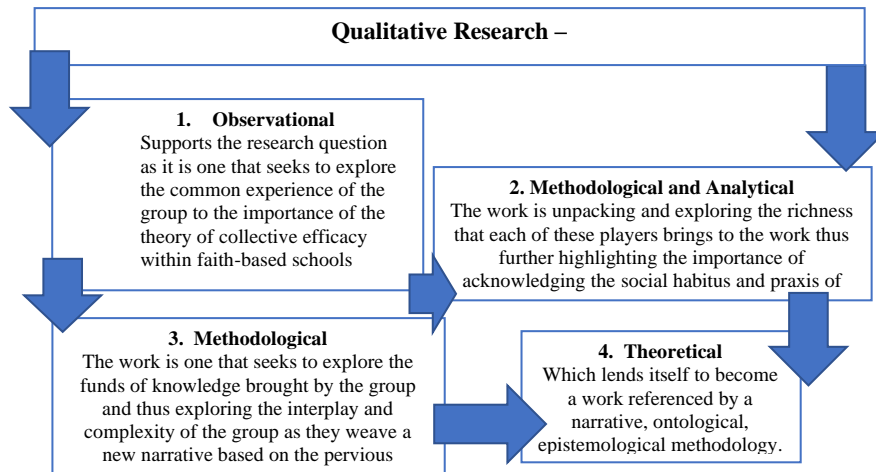 Qualitative Research –
1. Observational
Supports the research question
as it is one that seeks to explore
the common experience of the
group to the importance of the
theory of collective efficacy
within faith-based schools
2. Methodological and Analytical
The work is unpacking and exploring the richness
that each of these players brings to the work thus
further highlighting the importance of
acknowledging the social habitus and praxis of
3. Methodological
The work is one that seeks to explore the
funds of knowledge brought by the group
and thus exploring the interplay and
complexity of the group as they weave a
new narrative based on the pervious
4. Theoretical
Which lends itself to become
a work referenced by a
narrative, ontological,
epistemological methodology.